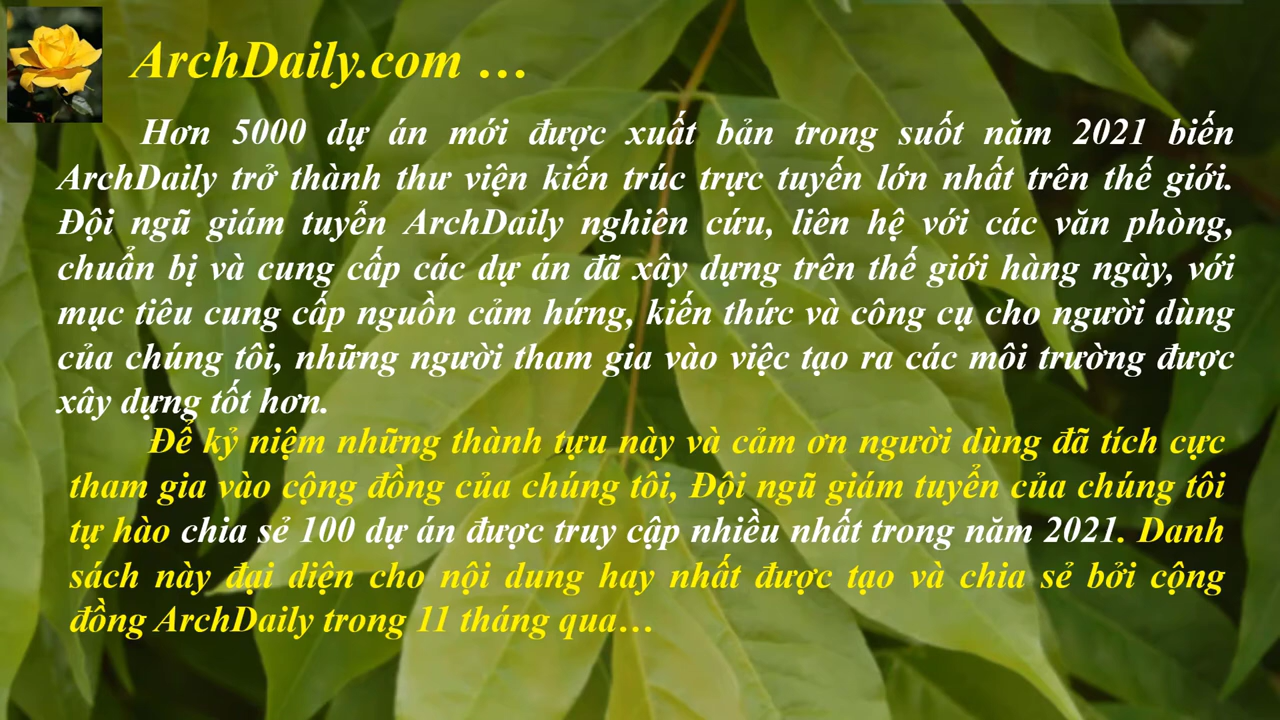 ArchDaily.com …
Hơn 5000 dự án mới được xuất bản trong suốt năm 2021 biến
ArchDaily trở thành thư viện kiến trúc trực tuyến lớn nhất trên thế giới.
Đội ngũ giám tuyển ArchDaily nghiên cứu, liên hệ với các văn phòng,
chuẩn bị và cung cấp các dự án đã xây dựng trên thế giới hàng ngày, với
mục tiêu cung cấp nguồn cảm hứng, kiến thức và công cụ cho người dùng
của chúng tôi, những người tham gia vào việc tạo ra các môi trường được
xây dựng tốt hơn.
Để kỷ niệm những thành tựu này và cảm ơn người dùng đã tích cực
tham gia vào cộng đồng của chúng tôi, Đội ngũ giám tuyển của chúng tôi
tự hào chia sẻ 100 dự án được truy cập nhiều nhất trong năm 2021. Danh
sách này đại diện cho nội dung hay nhất được tạo và chia sẻ bởi cộng
đồng ArchDaily trong 11 tháng qua…